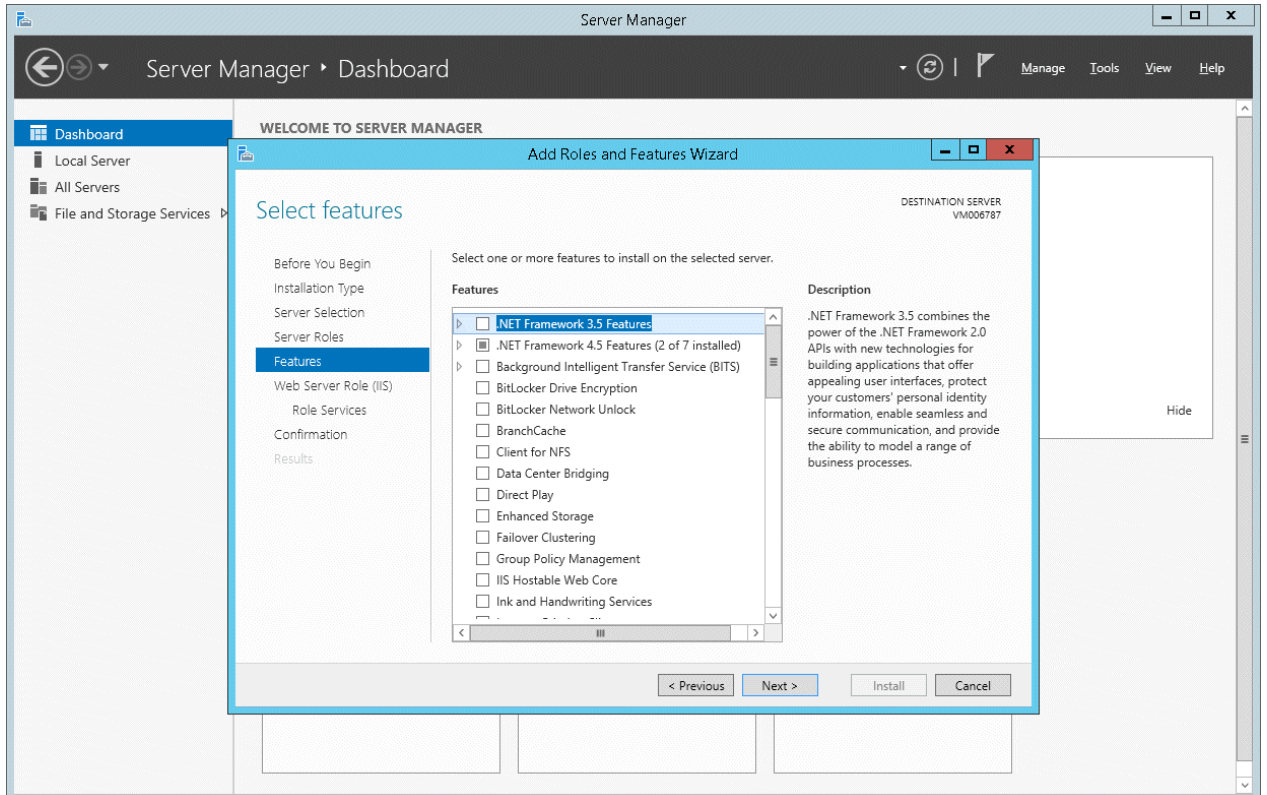 Server Manager
Server Manager • Dashboard
Manage Tools View Help
Dashboard
Local Server
All Servers
File and Storage Services
WELCOME TO SERVER MANAGER
Add Roles and Features Wizard
Select features
DESTINATION SERVER
VM006787
Before You Begin
Installation Type
Server Selection
Server Roles
Features
Web Server Role (IIS)
Role Services
Confirmation
Results
Select one or more features to install on the selected server.
Features
.NET Framework 3.5 Features
.NET Framework 4.5 Features (2 of 7 installed)
Background Intelligent Transfer Service (BITS)
BitLocker Drive Encryption
BitLocker Network Unlock
BranchCache
Client for NFS
Data Center Bridging
Direct Play
Enhanced Storage
Failover Clustering
Group Policy Management
IIS Hostable Web Core
Ink and Handwriting Services
Description
.NET Framework 3.5 combines the
power of the .NET Framework 2.0
APIs with new technologies for
building applications that offer
appealing user interfaces, protect
your customers' personal identity
information, enable seamless and
secure communication, and provide
the ability to model a range of
business processes.
Hide
< Previous
Next >
Install
Cancel